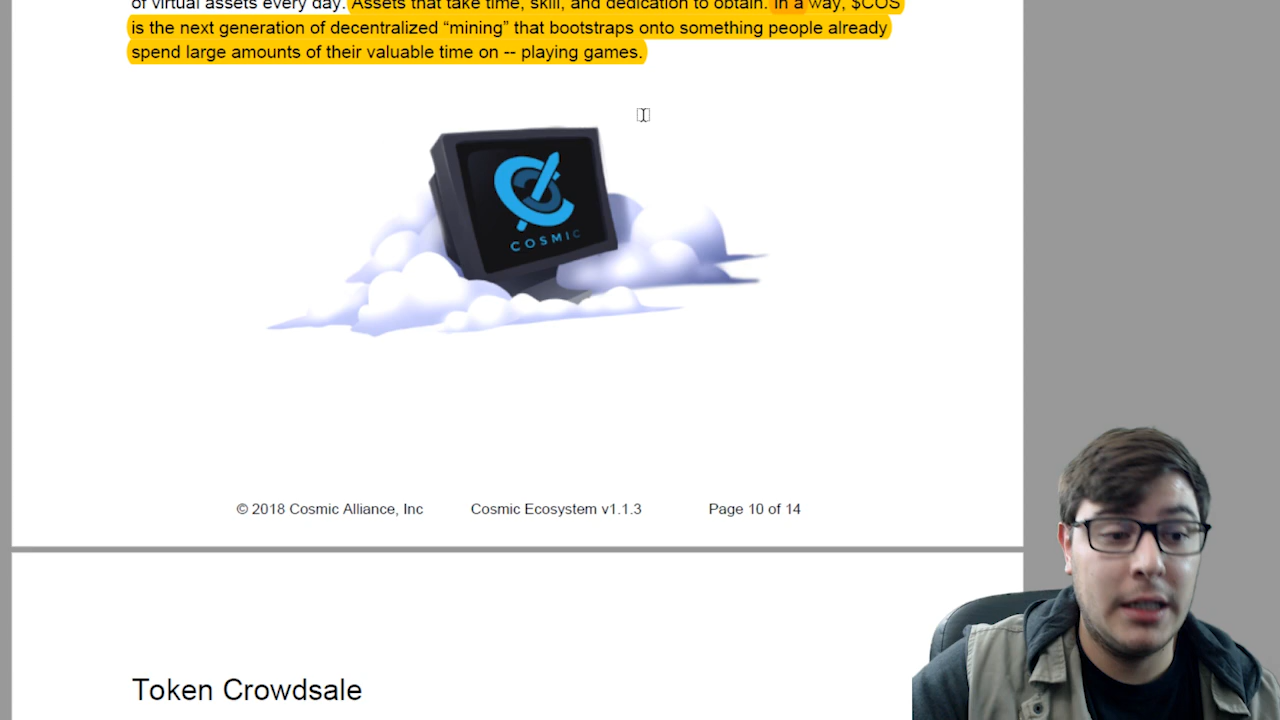 of virtual assets every day. Assets that take time, skill, and dedication to obtain. In a way, $COS
is the next generation of decentralized “mining” that bootstraps onto something people already
spend large amounts of their valuable time on -- playing games.
COSMIC
© 2018 Cosmic Alliance, Inc Cosmic Ecosystem v1.1.3 Page 10 of 14
Token Crowdsale